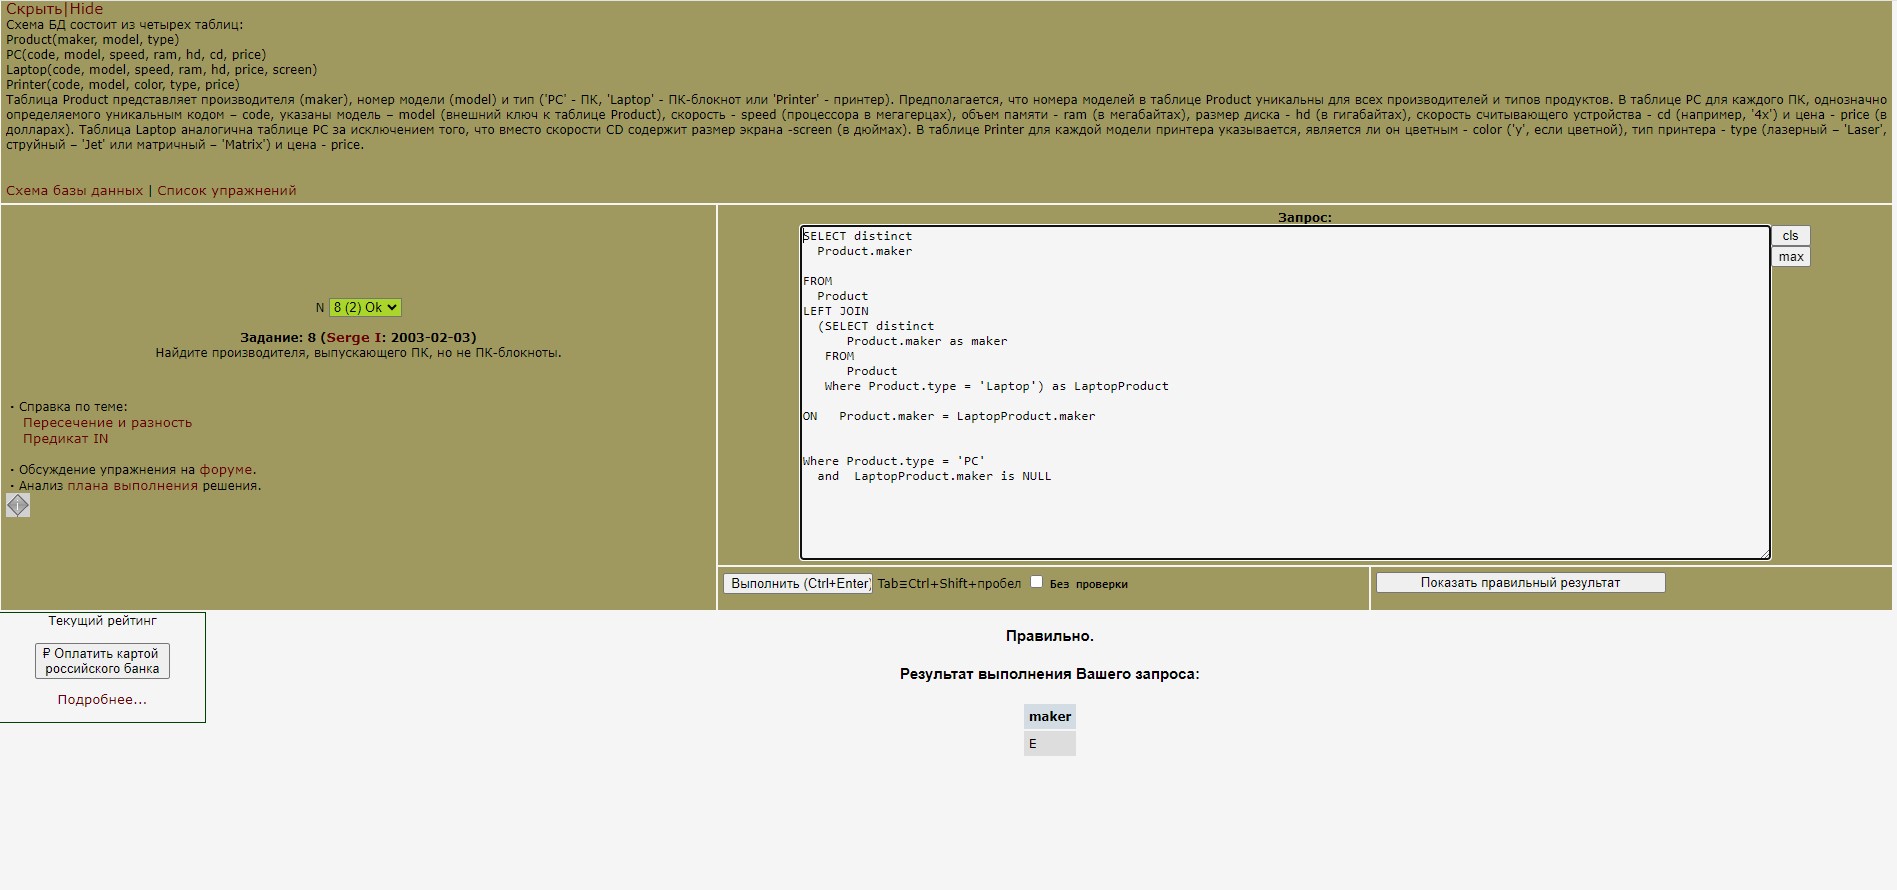 Скрыть|Hide
Схема БД состоит из четырех таблиц:
Product(maker, model, type)
PC(code, model, speed, ram, hd, cd, price)
Laptop(code, model, speed, ram, hd, price, screen)
Printer(code, model, color, type, price)
Таблица Product представляет производителя (maker), номер модели (model) и тип ('PC' - ПК, 'Laptop' - ПК-блокнот или 'Printer' - принтер). Предполагается, что номера моделей в таблице Product уникальны для всех производителей и типов продуктов. В таблице PC для каждого ПК, однозначно
определяемого уникальным кодом – code, указаны модель – model (внешний ключ к таблице Product), скорость - speed (процессора в мегагерцах), объем памяти - ram (в мегабайтах), размер диска - hd (в гигабайтах), скорость считывающего устройства - cd (например, '4x') и цена - price (в
долларах). Таблица Laptop аналогична таблице РС за исключением того, что вместо скорости CD содержит размер экрана -screen (в дюймах). В таблице Printer для каждой модели принтера указывается, является ли он цветным - color ('y', если цветной), тип принтера - type (лазерный – 'Laser',
струйный – 'Jet' или матричный – 'Matrix') и цена - price.
Схема базы данных | Список упражнений
N 8 (2) Ok
Задание: 8 (Serge I: 2003-02-03)
Найдите производителя, выпускающего ПК, но не ПК-блокноты.
· Справка по теме:
Пересечение и разность
Предикат IN
· Обсуждение упражнения на форуме.
· Анализ плана выполнения решения.
i
Запрос:
SELECT distinct
Product.maker
FROM
Product
LEFT JOIN
(SELECT distinct
Product.maker as maker
FROM
Product
Where Product.type = 'Laptop') as LaptopProduct
ON Product.maker = LaptopProduct.maker
Where Product.type = 'PC'
and LaptopProduct.maker is NULL
cls
max
Выполнить (Ctrl+Enter) Tab=Ctrl+Shift+пробел Без проверки
Показать правильный результат
Текущий рейтинг
₽ Оплатить картой
российского банка
Подробнее...
Правильно.
Результат выполнения Вашего запроса:
maker
E